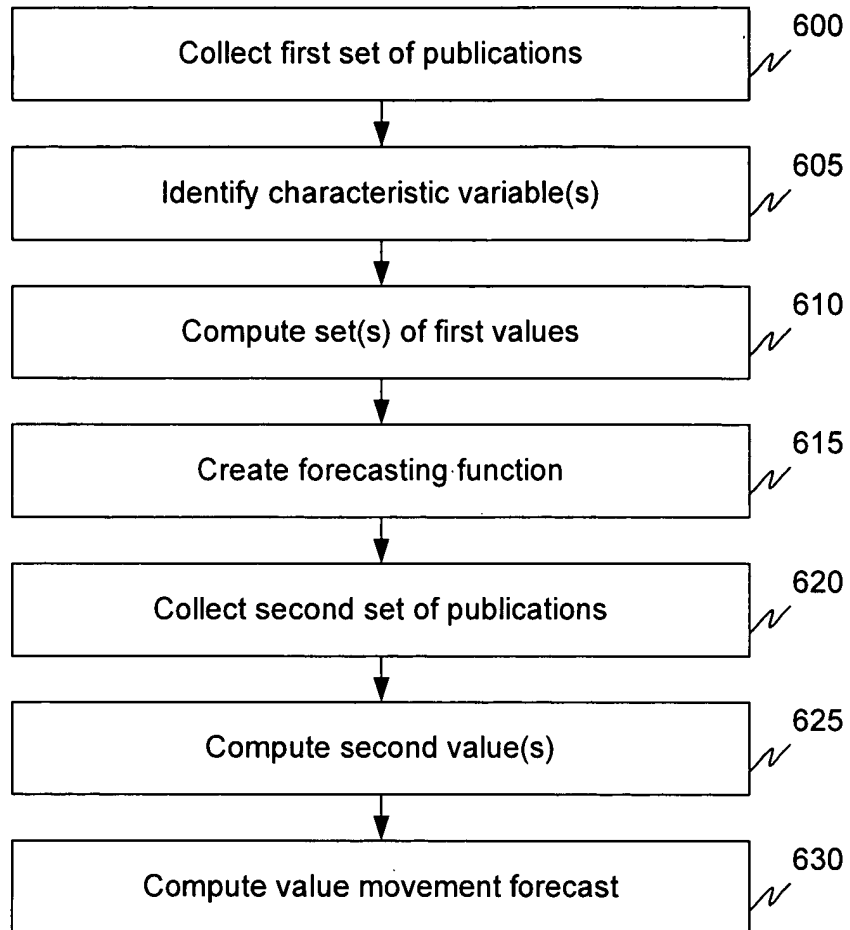 600
Collect first set of publications
605
Identify characteristic variable(s)
610
Compute set(s) of first values
615
Create forecasting function
620
Collect second set of publications
625
Compute second value(s)
630
Compute value movement forecast